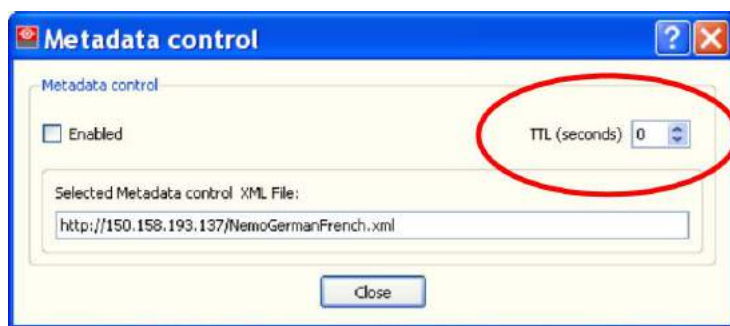 Metadata control
Metadata control
Enabled
TTL (seconds) 0
Selected Metadata control XML File:
http://150.158.193.137/NemoGermanFrench.xml
Close